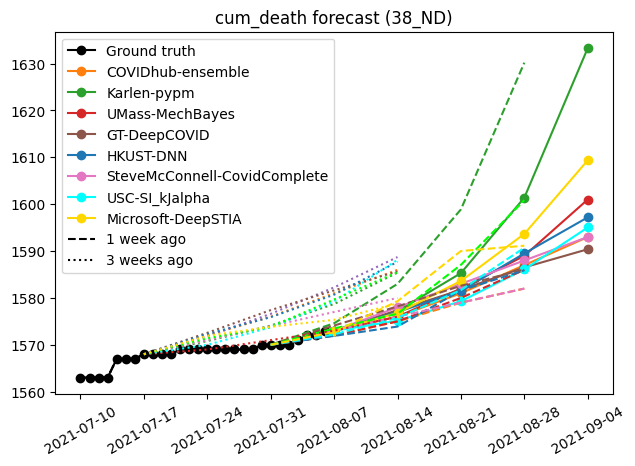 cum_death forecast (38_ND)
1630
1620
1610
1600
1590
1580
1570
1560
Ground truth
COVIDhub-ensemble
Karlen-pypm
UMass-MechBayes
GT-DeepCOVID
HKUST-DNN
SteveMcConnell-CovidComplete
USC-SI_kJalpha
Microsoft-DeepSTIA
1 week ago
3 weeks ago
2021-07-10
2021-07-17
2021-07-24
2021-07-31
2021-08-07
2021-08-14
2021-08-21
2021-08-28
2021-09-04